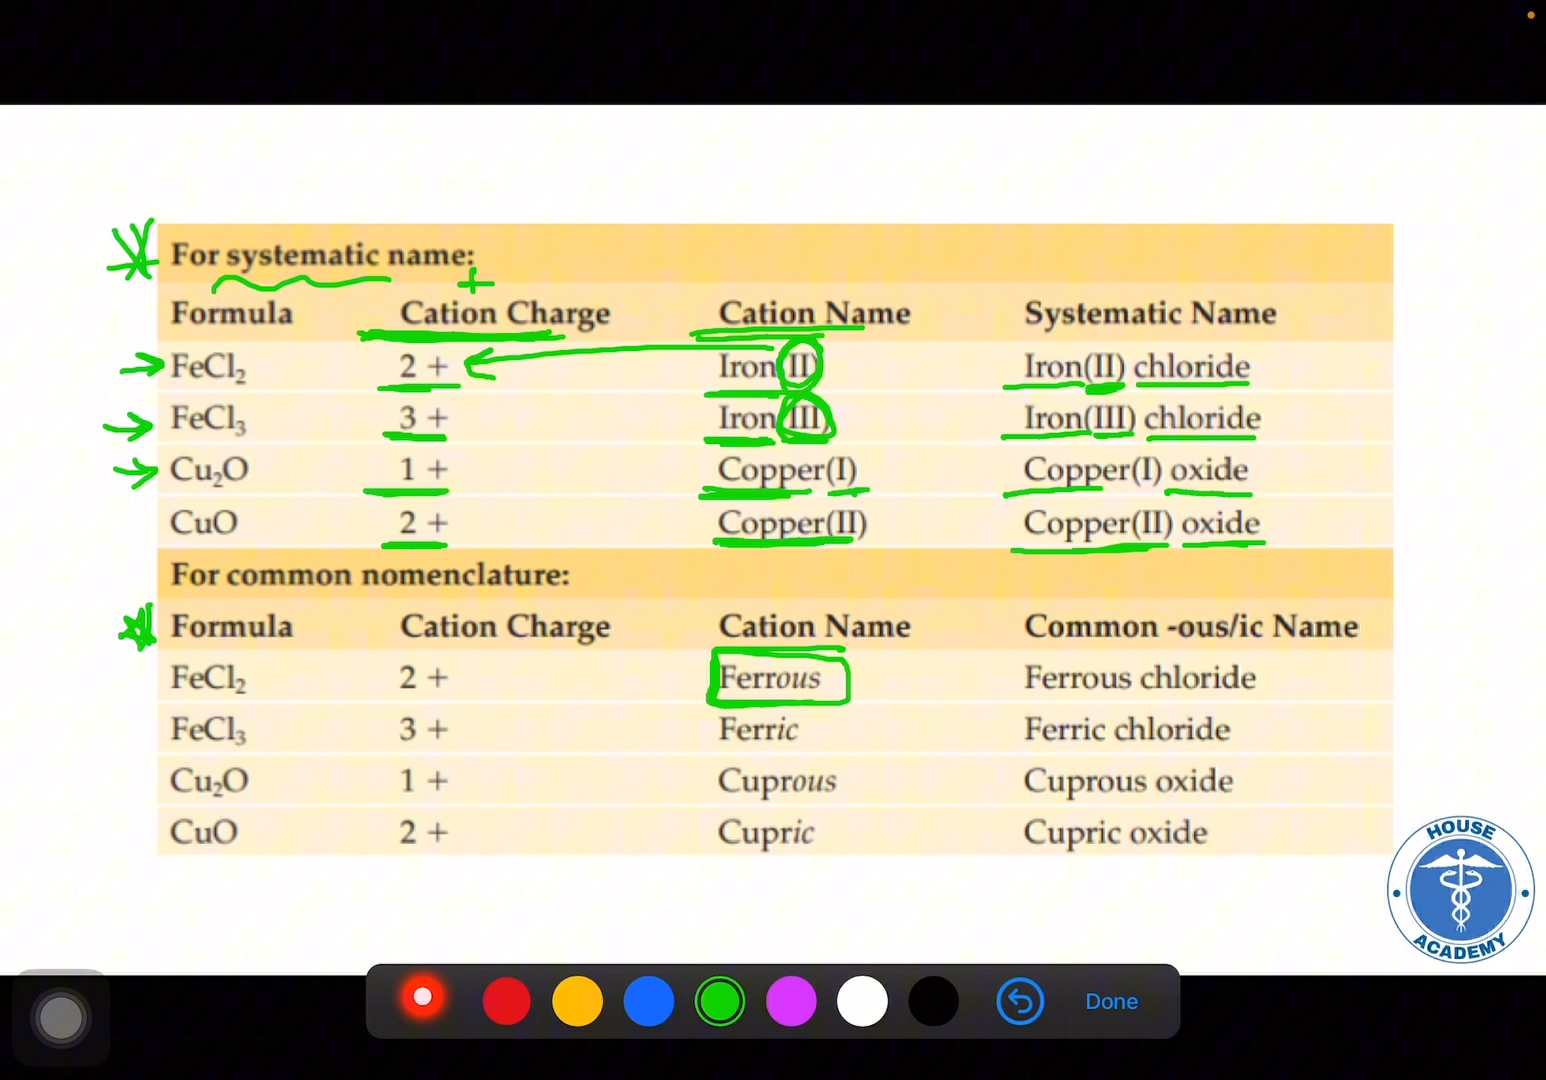 For systematic name:
+
Formula Cation Charge Cation Name Systematic Name
FeCl₂ 2 + Iron(II) Iron(II) chloride
FeCl₃ 3 + Iron(III) Iron(III) chloride
Cu₂O 1 + Copper(I) Copper(I) oxide
CuO 2 + Copper(II) Copper(II) oxide
For common nomenclature:
Formula Cation Charge Cation Name Common -ous/ic Name
FeCl₂ 2 + Ferrous Ferrous chloride
FeCl₃ 3 + Ferric Ferric chloride
Cu₂O 1 + Cuprous Cuprous oxide
CuO 2 + Cupric Cupric oxide
HOUSE
ACADEMY
Done